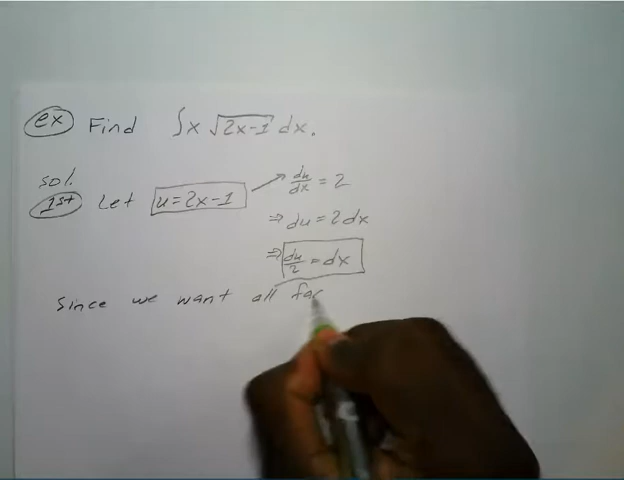 ex Find ∫x √2x-1 dx.
sol.
1st Let u=2x-1 → du/dx = 2
⇒ du = 2dx
⇒ du/2 = dx
Since we want all fac